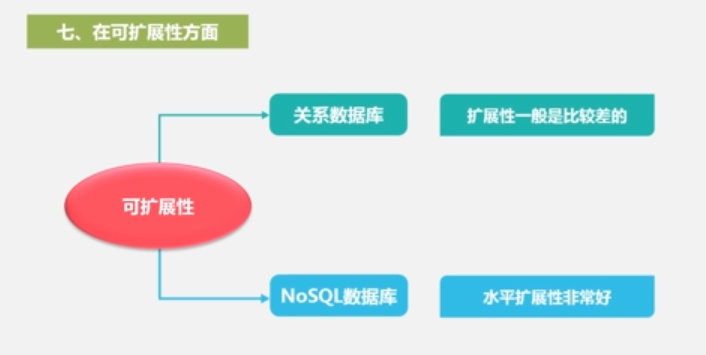 七、在可扩展性方面
关系数据库
扩展性一般是比较差的
可扩展性
NoSQL数据库
水平扩展性非常好